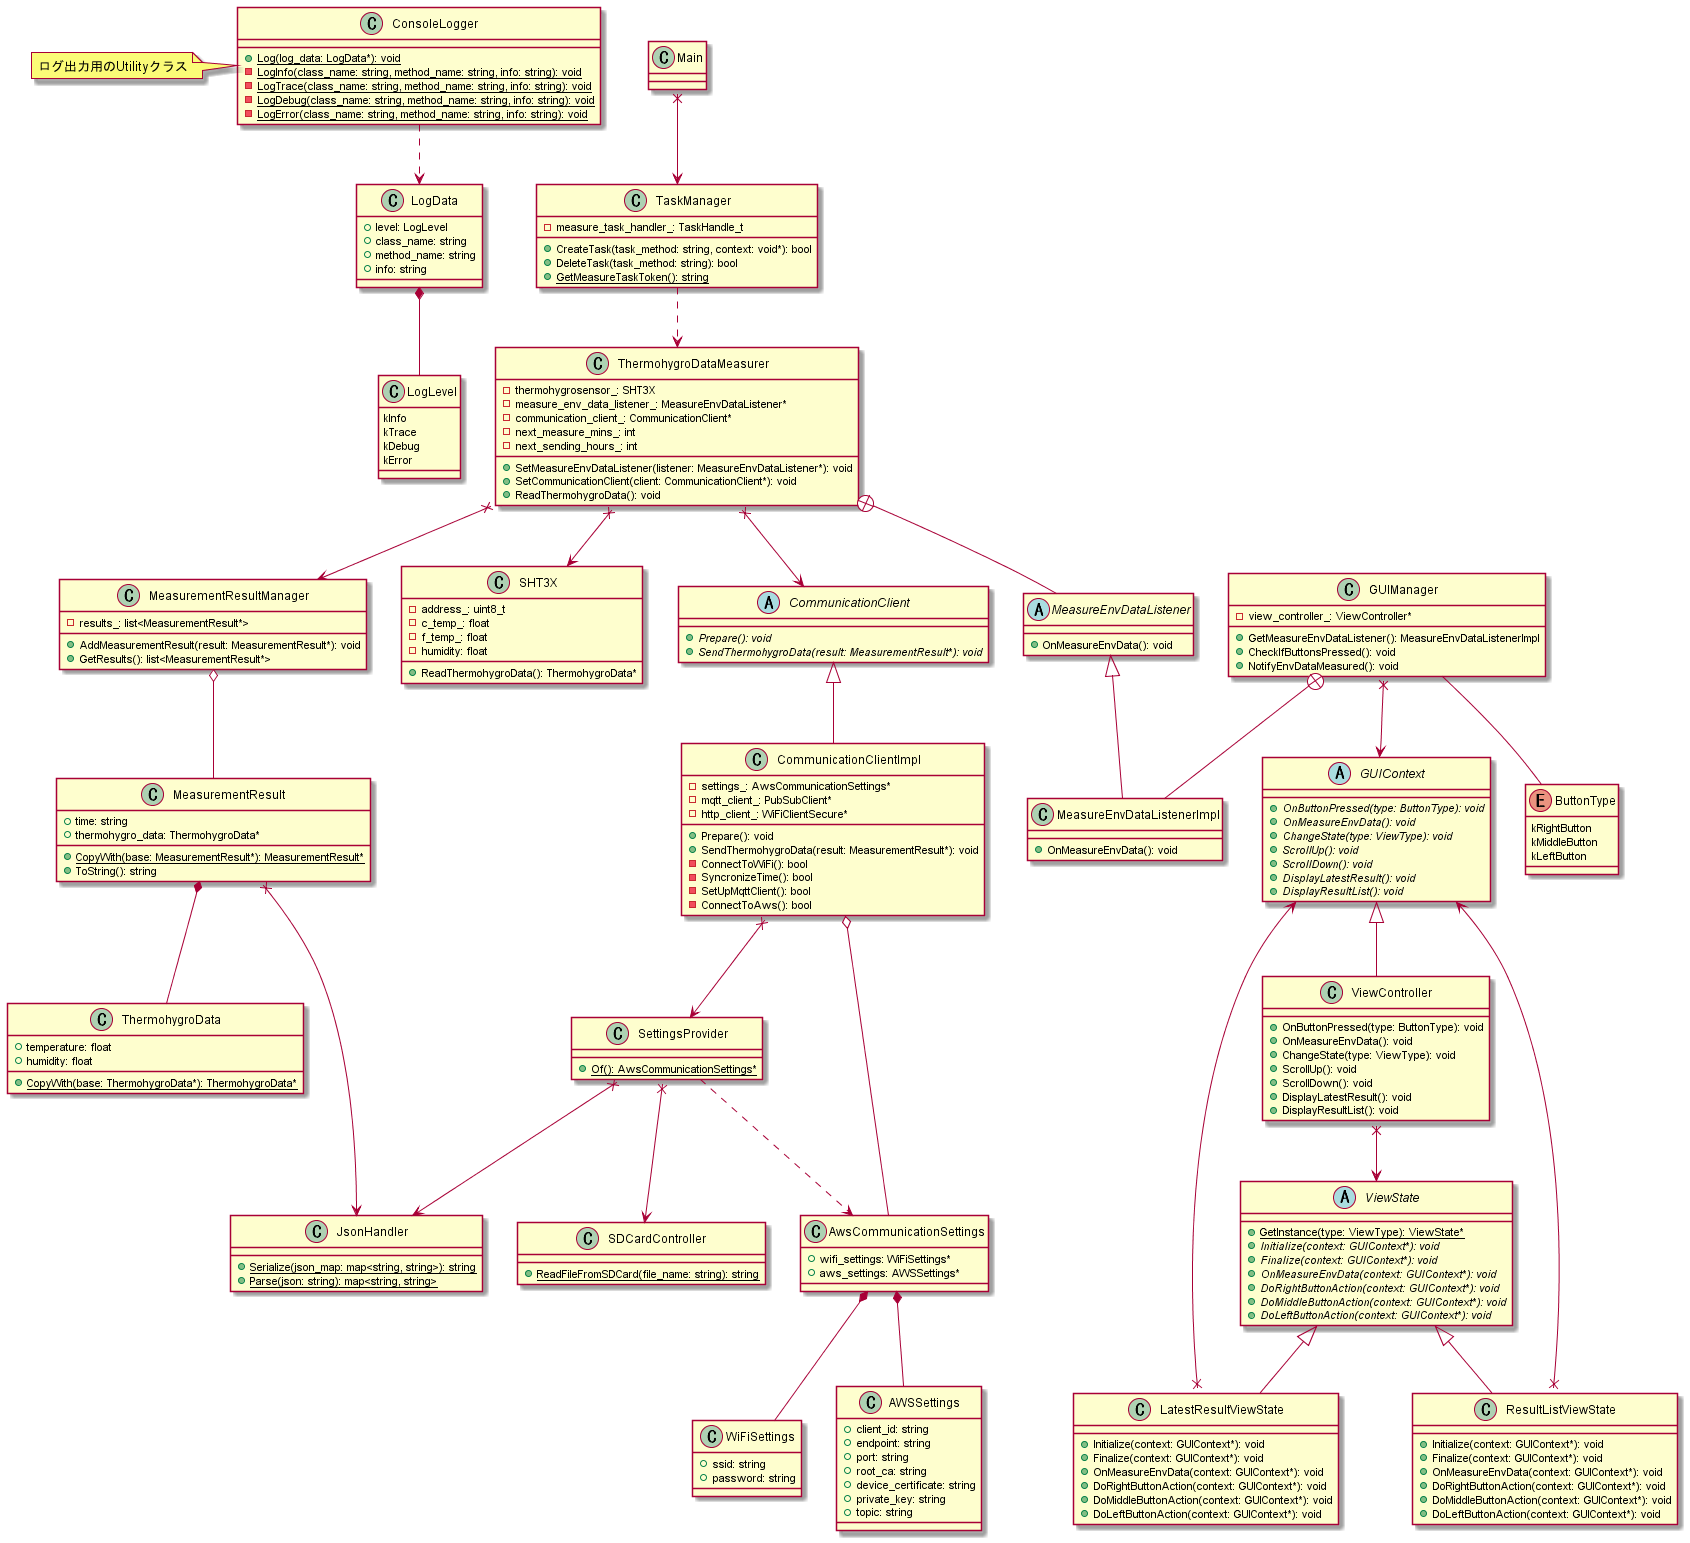 C ConsoleLogger
Log(log_data: LogData*): void
LogInfo(class_name: string, method_name: string, info: string): void
LogTrace(class_name: string, method_name: string, info: string): void
LogDebug(class_name: string, method_name: string, info: string): void
LogError(class_name: string, method_name: string, info: string): void
ログ出力用のUtilityクラス
C Main
C LogData
level: LogLevel
class_name: string
method_name: string
info: string
C TaskManager
measure_task_handler_: TaskHandle_t
CreateTask(task_method: string, context: void*): bool
DeleteTask(task_method: string): bool
GetMeasureTaskToken(): string
C LogLevel
kInfo
kTrace
kDebug
kError
C ThermohygroDataMeasurer
thermohygrosensor_: SHT3X
measure_env_data_listener_: MeasureEnvDataListener*
communication_client_: CommunicationClient*
next_measure_mins_: int
next_sending_hours_: int
SetMeasureEnvDataListener(listener: MeasureEnvDataListener*): void
SetCommunicationClient(client: CommunicationClient*): void
ReadThermohygroData(): void
C MeasurementResultManager
results_: list<MeasurementResult*>
AddMeasurementResult(result: MeasurementResult*): void
GetResults(): list<MeasurementResult*>
C SHT3X
address_: uint8_t
c_temp_: float
f_temp_: float
humidity: float
ReadThermohygroData(): ThermohygroData*
A CommunicationClient
Prepare(): void
SendThermohygroData(result: MeasurementResult*): void
A MeasureEnvDataListener
OnMeasureEnvData(): void
C GUIManager
view_controller_: ViewController*
GetMeasureEnvDataListener(): MeasureEnvDataListenerImpl
CheckIfButtonsPressed(): void
NotifyEnvDataMeasured(): void
C MeasurementResult
time: string
thermohygro_data: ThermohygroData*
CopyWith(base: MeasurementResult*): MeasurementResult*
ToString(): string
C CommunicationClientImpl
settings_: AwsCommunicationSettings*
mqtt_client_: PubSubClient*
http_client_: WiFiClientSecure*
Prepare(): void
SendThermohygroData(result: MeasurementResult*): void
ConnectToWiFi(): bool
SyncronizeTime(): bool
SetUpMqttClient(): bool
ConnectToAws(): bool
C MeasureEnvDataListenerImpl
OnMeasureEnvData(): void
A GUIContext
OnButtonPressed(type: ButtonType): void
OnMeasureEnvData(): void
ChangeState(type: ViewType): void
ScrollUp(): void
ScrollDown(): void
DisplayLatestResult(): void
DisplayResultList(): void
E ButtonType
kRightButton
kMiddleButton
kLeftButton
C ThermohygroData
temperature: float
humidity: float
CopyWith(base: ThermohygroData*): ThermohygroData*
C SettingsProvider
Of(): AwsCommunicationSettings*
C ViewController
OnButtonPressed(type: ButtonType): void
OnMeasureEnvData(): void
ChangeState(type: ViewType): void
ScrollUp(): void
ScrollDown(): void
DisplayLatestResult(): void
DisplayResultList(): void
C JsonHandler
Serialize(json_map: map<string, string>): string
Parse(json: string): map<string, string>
C SDCardController
ReadFileFromSDCard(file_name: string): string
C AwsCommunicationSettings
wifi_settings: WiFiSettings*
aws_settings: AWSSettings*
A ViewState
GetInstance(type: ViewType): ViewState*
Initialize(context: GUIContext*): void
Finalize(context: GUIContext*): void
OnMeasureEnvData(context: GUIContext*): void
DoRightButtonAction(context: GUIContext*): void
DoMiddleButtonAction(context: GUIContext*): void
DoLeftButtonAction(context: GUIContext*): void
C WiFiSettings
ssid: string
password: string
C AWSSettings
client_id: string
endpoint: string
port: string
root_ca: string
device_certificate: string
private_key: string
topic: string
C LatestResultViewState
Initialize(context: GUIContext*): void
Finalize(context: GUIContext*): void
OnMeasureEnvData(context: GUIContext*): void
DoRightButtonAction(context: GUIContext*): void
DoMiddleButtonAction(context: GUIContext*): void
DoLeftButtonAction(context: GUIContext*): void
C ResultListViewState
Initialize(context: GUIContext*): void
Finalize(context: GUIContext*): void
OnMeasureEnvData(context: GUIContext*): void
DoRightButtonAction(context: GUIContext*): void
DoMiddleButtonAction(context: GUIContext*): void
DoLeftButtonAction(context: GUIContext*): void